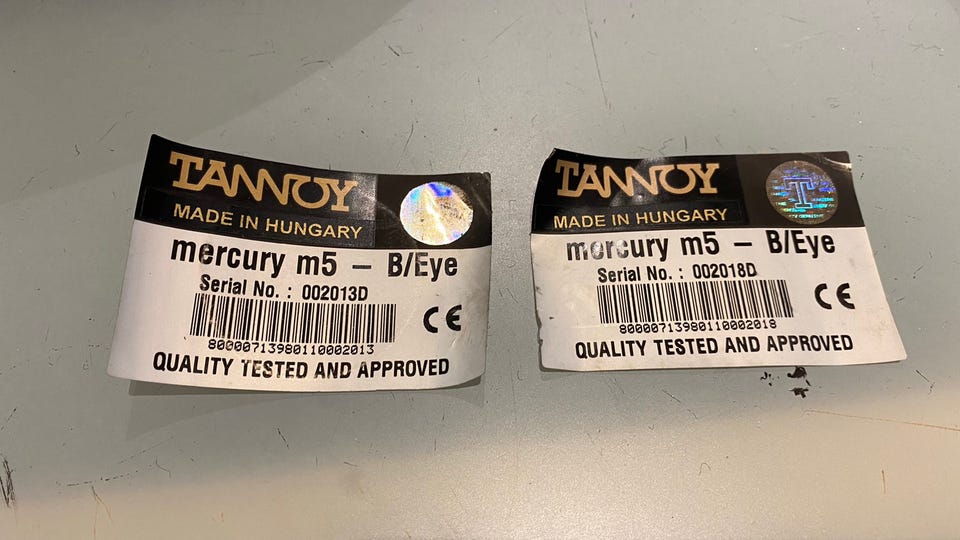 TANNOY
MADE IN HUNGARY
mercury m5 – B/Eye
Serial No. : 002013D
80000713980110002013
CE
QUALITY TESTED AND APPROVED
TANNOY
MADE IN HUNGARY
T
mercury m5 – B/Eye
Serial No. : 002018D
80000713980110002018
CE
QUALITY TESTED AND APPROVED